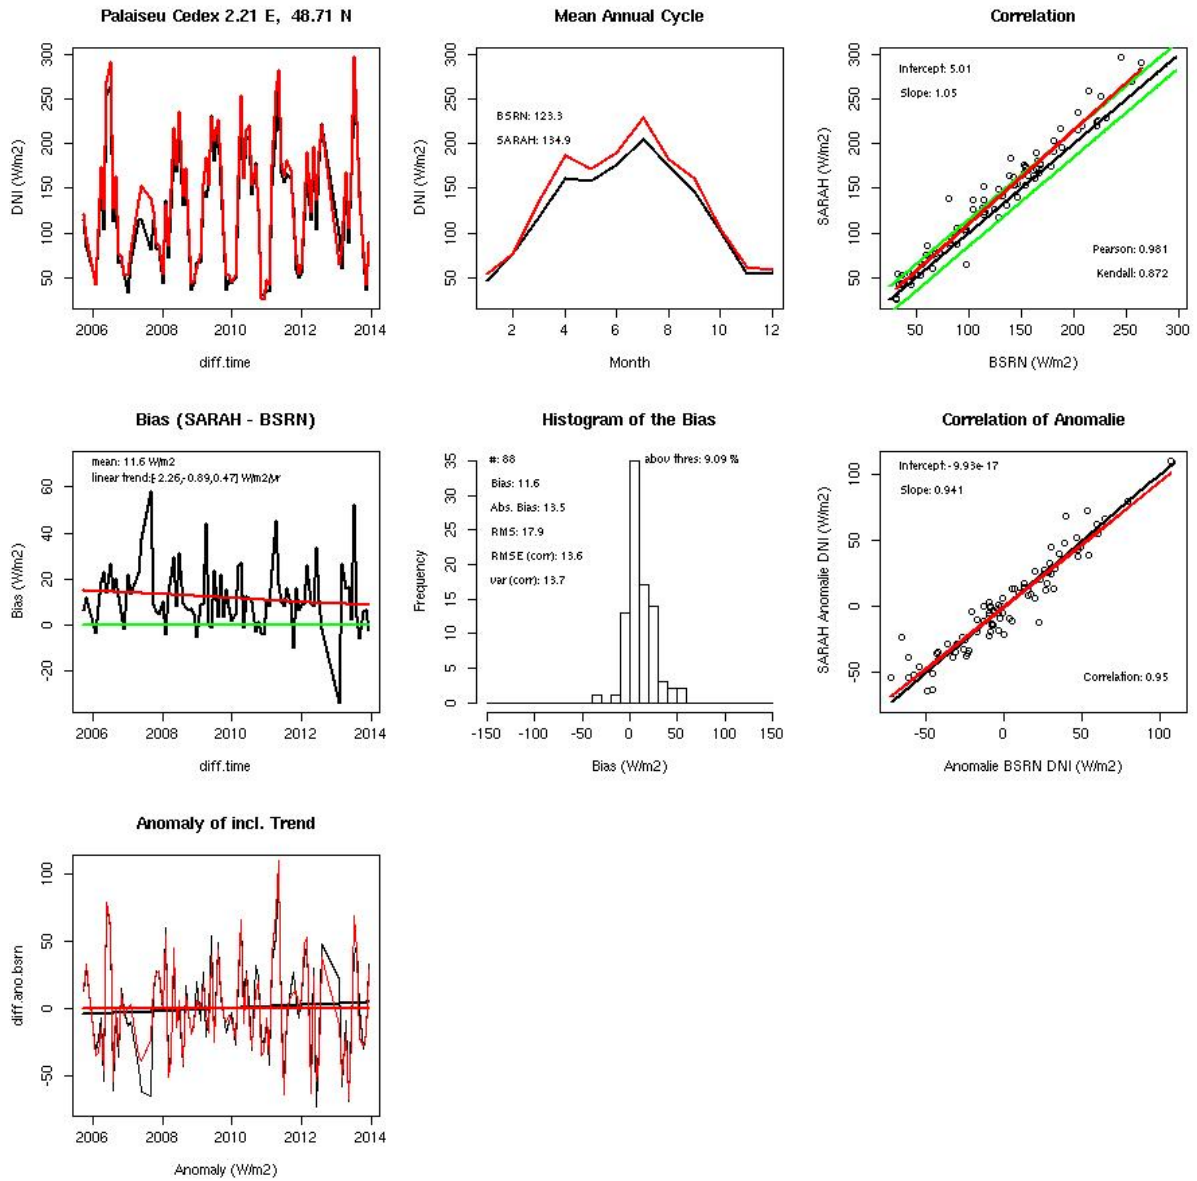 Palaiseu Cedex 2.21 E, 48.71 N
DNI (W/m2)
300
250
200
150
100
50
2006 2008 2010 2012 2014
diff.time
Mean Annual Cycle
DNI (W/m2)
300
250
200
150
100
50
BSRN: 123.3
SARAH: 134.9
2 4 6 8 10 12
Month
Correlation
SARAH (W/m2)
300
250
200
150
100
50
Intercept: 5.01
Slope: 1.05
Pearson: 0.981
Kendall: 0.872
50 100 150 200 250 300
BSRN (W/m2)
Bias (SARAH - BSRN)
mean: 11.6 W/m2
linear trend:[-2.26,-0.89,0.47] W/m2/yr
Bias (W/m2)
60
40
20
0
-20
2006 2008 2010 2012 2014
diff.time
Histogram of the Bias
Frequency
35
30
25
20
15
10
5
0
#: 88
abov thres: 9.09 %
Bias: 11.6
Abs. Bias: 13.5
RMS: 17.9
RMSE (corr): 13.6
var (corr): 13.7
-150 -100 -50 0 50 100 150
Bias (W/m2)
Correlation of Anomalie
SARAH Anomalie DNI (W/m2)
100
50
0
-50
Intercept:-9.93e-17
Slope: 0.941
Correlation: 0.95
-50 0 50 100
Anomalie BSRN DNI (W/m2)
Anomaly of incl. Trend
diff.ano.bsrn
100
50
0
-50
2006 2008 2010 2012 2014
Anomaly (W/m2)